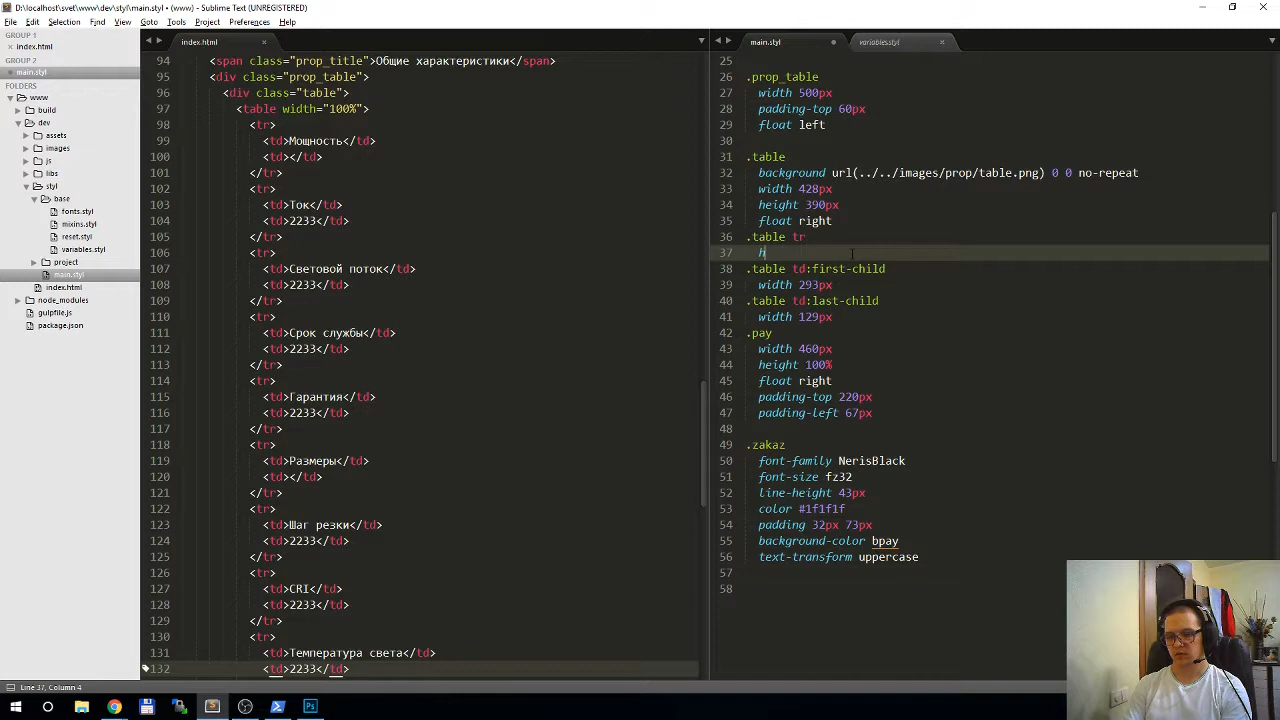 D:\localhost\svet\www\dev\styl\main.styl • (www) - Sublime Text (UNREGISTERED)
File Edit Selection Find View Goto Tools Project Preferences Help
GROUP 1
index.html
GROUP 2
main.styl
FOLDERS
www
build
dev
assets
images
js
libs
styl
base
fonts.styl
mixins.styl
reset.styl
variables.styl
project
main.styl
index.html
node_modules
gulpfile.js
package.json
index.html
94 <span class="prop_title">Общие характеристики</span>
95 <div class="prop_table">
96 <div class="table">
97 <table width="100%">
98 <tr>
99 <td>Мощность</td>
100 <td></td>
101 </tr>
102 <tr>
103 <td>Ток</td>
104 <td>2233</td>
105 </tr>
106 <tr>
107 <td>Световой поток</td>
108 <td>2233</td>
109 </tr>
110 <tr>
111 <td>Срок службы</td>
112 <td>2233</td>
113 </tr>
114 <tr>
115 <td>Гарантия</td>
116 <td>2233</td>
117 </tr>
118 <tr>
119 <td>Размеры</td>
120 <td></td>
121 </tr>
122 <tr>
123 <td>Шаг резки</td>
124 <td>2233</td>
125 </tr>
126 <tr>
127 <td>CRI</td>
128 <td>2233</td>
129 </tr>
130 <tr>
131 <td>Температура света</td>
132 <td>2233</td>
main.styl variables.styl
25
26 .prop_table
27 width 500px
28 padding-top 60px
29 float left
30
31 .table
32 background url(../../images/prop/table.png) 0 0 no-repeat
33 width 428px
34 height 390px
35 float right
36 .table tr
37 h
38 .table td:first-child
39 width 293px
40 .table td:last-child
41 width 129px
42 .pay
43 width 460px
44 height 100%
45 float right
46 padding-top 220px
47 padding-left 67px
48
49 .zakaz
50 font-family NerisBlack
51 font-size fz32
52 line-height 43px
53 color #1f1f1f
54 padding 32px 73px
55 background-color bpay
56 text-transform uppercase
57
58
Line 37, Column 4